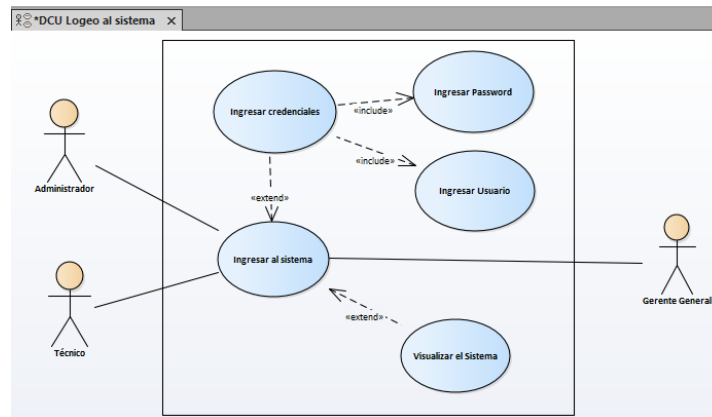 *DCU Logeo al sistema
Ingresar credenciales
Ingresar Password
«include»
«include»
Ingresar Usuario
Administrador
«extend»
Ingresar al sistema
Gerente General
«extend»
Técnico
Visualizar el Sistema